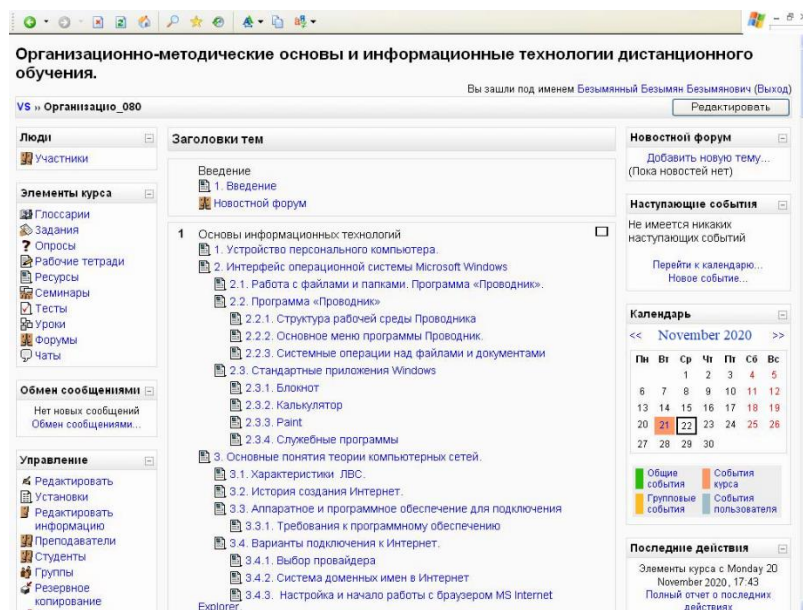 Организационно-методические основы и информационные технологии дистанционного
обучения.
Вы зашли под именем Безымянный Безымян Безымянович (Выход)
VS » Организацио_080
Редактировать
Люди
Участники
Элементы курса
Глоссарии
Задания
Опросы
Рабочие тетради
Ресурсы
Семинары
Тесты
Уроки
Форумы
Чаты
Обмен сообщениями
Нет новых сообщений
Обмен сообщениями...
Управление
Редактировать
Установки
Редактировать
информацию
Преподаватели
Студенты
Группы
Резервное
копирование
Заголовки тем
Введение
1. Введение
Новостной форум
1 Основы информационных технологий
1. Устройство персонального компьютера.
2. Интерфейс операционной системы Microsoft Windows
2.1. Работа с файлами и папками. Программа «Проводник».
2.2. Программа «Проводник»
2.2.1. Структура рабочей среды Проводника
2.2.2. Основное меню программы Проводник.
2.2.3. Системные операции над файлами и документами
2.3. Стандартные приложения Windows
2.3.1. Блокнот
2.3.2. Калькулятор
2.3.3. Paint
2.3.4. Служебные программы
3. Основные понятия теории компьютерных сетей.
3.1. Характеристики ЛВС.
3.2. История создания Интернет.
3.3. Аппаратное и программное обеспечение для подключения
3.3.1. Требования к программному обеспечению
3.4. Варианты подключения к Интернет.
3.4.1. Выбор провайдера
3.4.2. Система доменных имен в Интернет
3.4.3. Настройка и начало работы с браузером MS Internet
Explorer.
Новостной форум
Добавить новую тему...
(Пока новостей нет)
Наступающие события
Не имеется никаких
наступающих событий
Перейти к календарю...
Новое событие...
Календарь
<< November 2020 >>
Пн Вт Ср Чт Пт Сб Вс
1 2 3 4 5
6 7 8 9 10 11 12
13 14 15 16 17 18 19
20 21 22 23 24 25 26
27 28 29 30
Общие события
События курса
Групповые события
События пользователя
Последние действия
Элементы курса с Monday 20
November 2020, 17:43
Полный отчет о последних
действиях